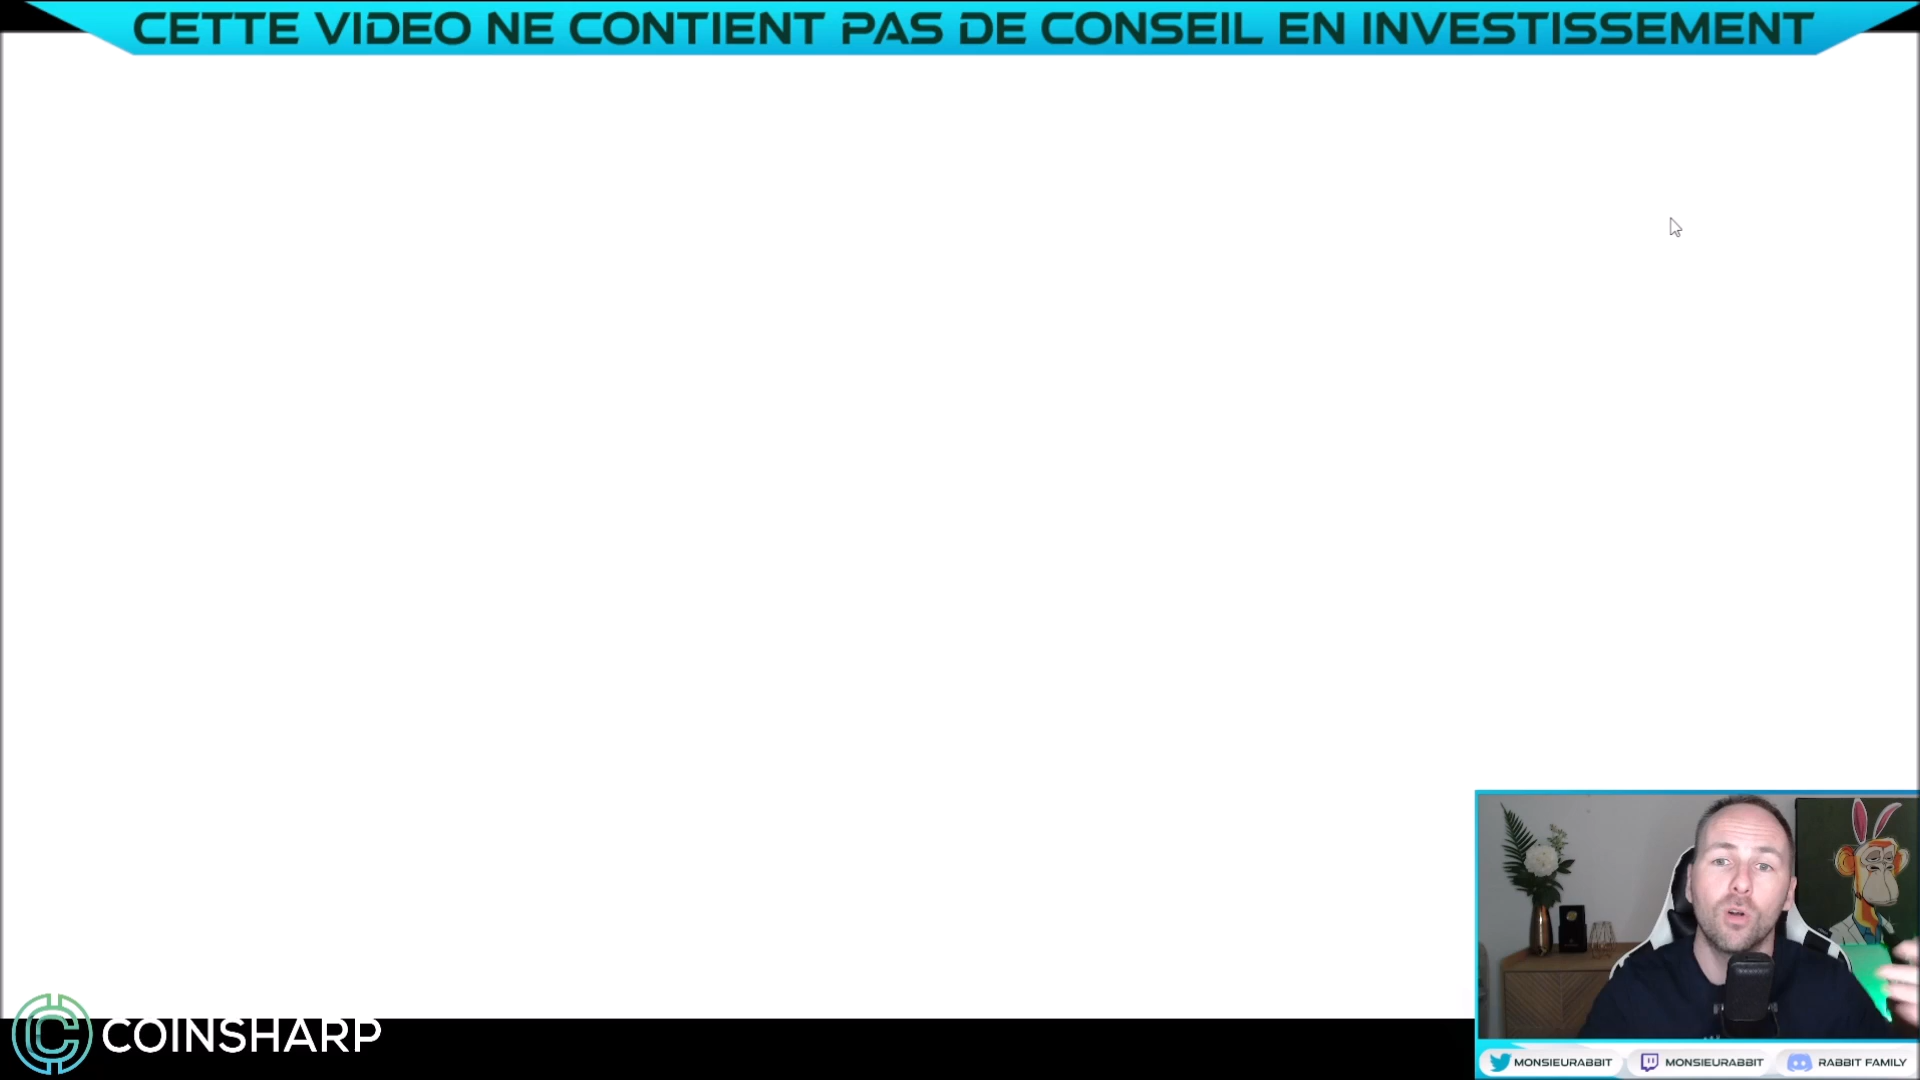 CETTE VIDEO NE CONTIENT PAS DE CONSEIL EN INVESTISSEMENT
COINSHARP
MONSIEURABBIT
MONSIEURABBIT
RABBIT FAMILY